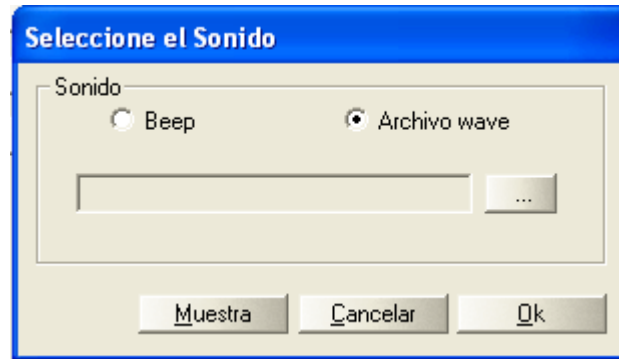 Seleccione el Sonido
Sonido
Beep Archivo wave
...
Muestra Cancelar Ok